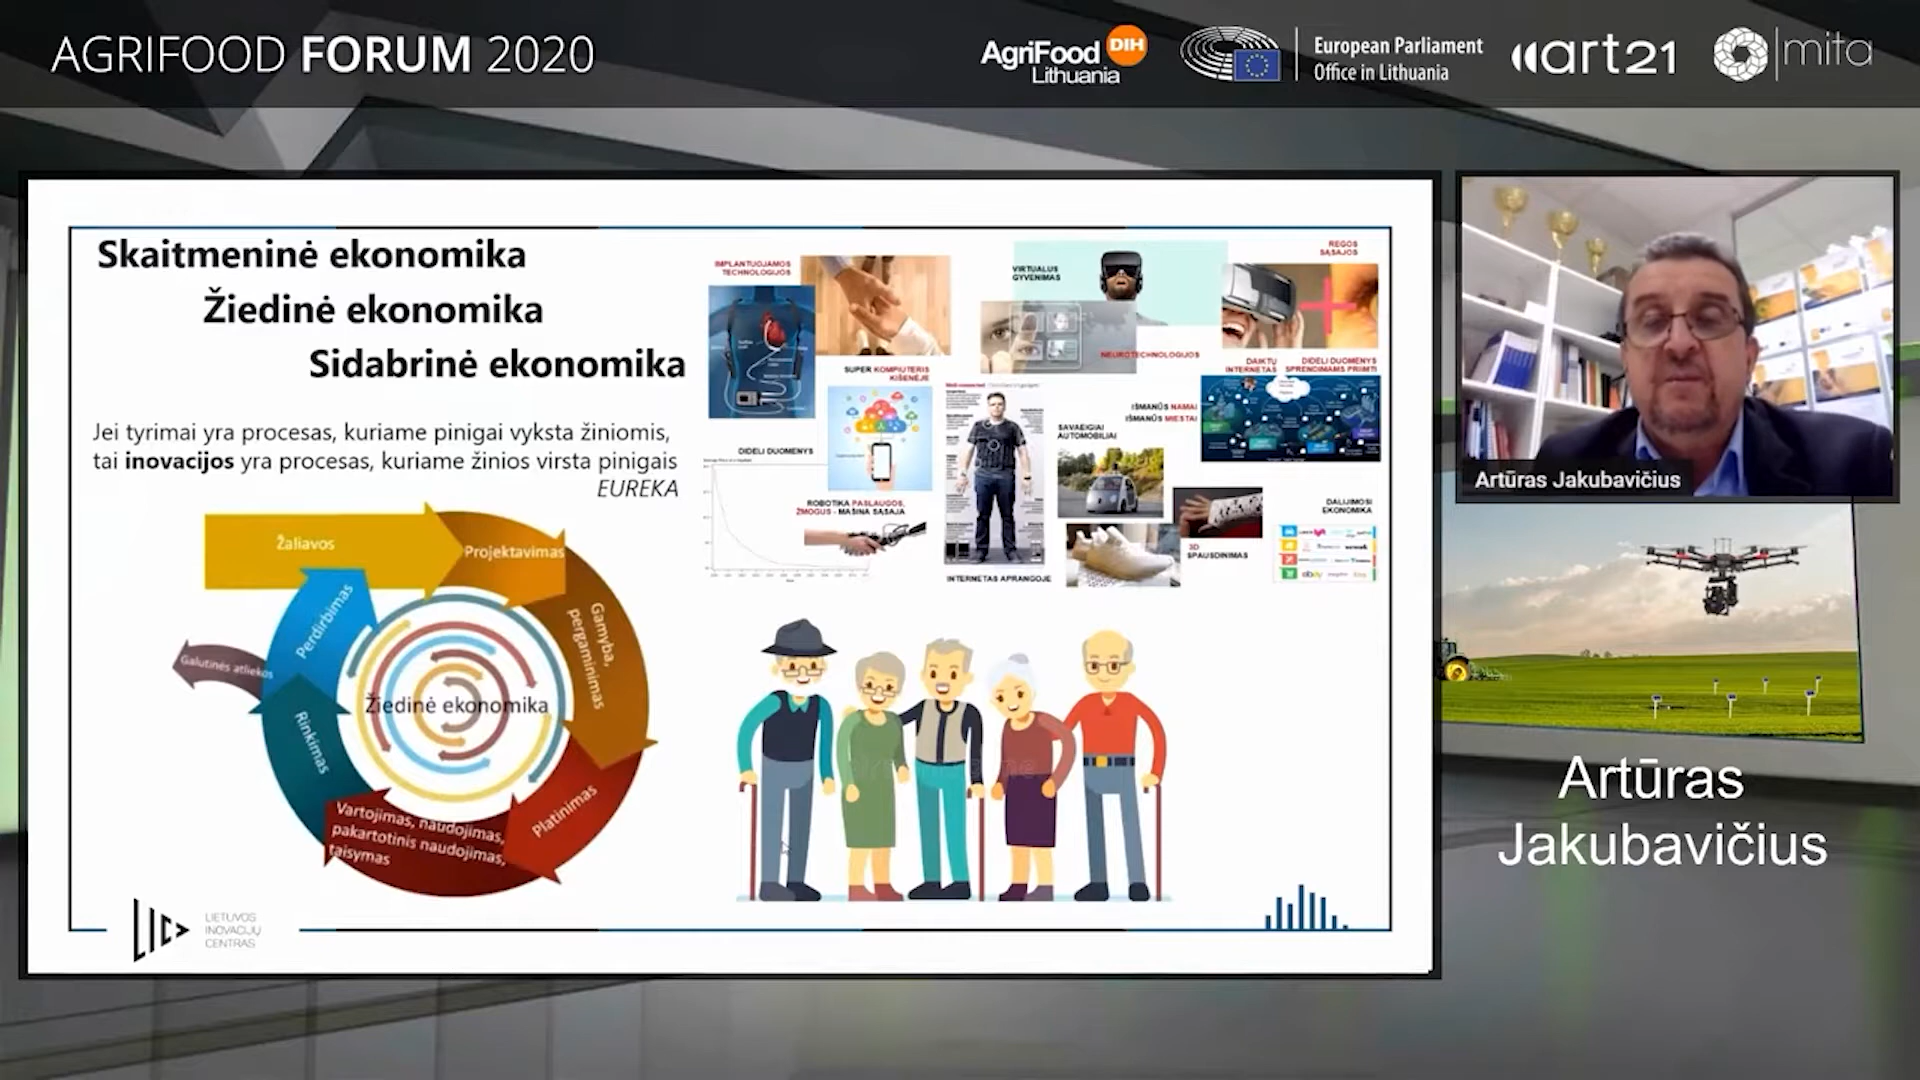 AGRIFOOD FORUM 2020
AgriFood DIH
Lithuania
European Parliament
Office in Lithuania
art21
mita
Skaitmeninė ekonomika
Žiedinė ekonomika
Sidabrinė ekonomika
Jei tyrimai yra procesas, kuriame pinigai vyksta žiniomis,
tai inovacijos yra procesas, kuriame žinios virsta pinigais
EUREKA
Žaliavos
Projektavimas
Gamyba,
pergaminimas
Platinimas
Vartojimas, naudojimas,
pakartotinis naudojimas,
taisymas
Rinkimas
Perdirbimas
Galutinės atliekos
Žiedinė ekonomika
IMPLANTUOJAMOS
TECHNOLOGIJOS
VIRTUALUS
GYVENIMAS
REGOS
SĄSAJOS
NEUROTECHNOLOGIJOS
SUPER KOMPIUTERIS
KIŠENĖJE
DAIKTŲ
INTERNETAS
DIDELI DUOMENYS
SPRENDIMAMS PRIIMTI
IŠMANŪS NAMAI
IŠMANŪS MIESTAI
SAVAEIGIAI
AUTOMOBILIAI
DIDELI DUOMENYS
ROBOTIKA PASLAUGOS,
ŽMOGUS - MAŠINA SĄSAJA
INTERNETAS APRANGOJE
3D
SPAUSDINIMAS
DALIJIMOSI
EKONOMIKA
ebay
LIC
LIETUVOS
INOVACIJŲ
CENTRAS
Artūras Jakubavičius
Artūras
Jakubavičius